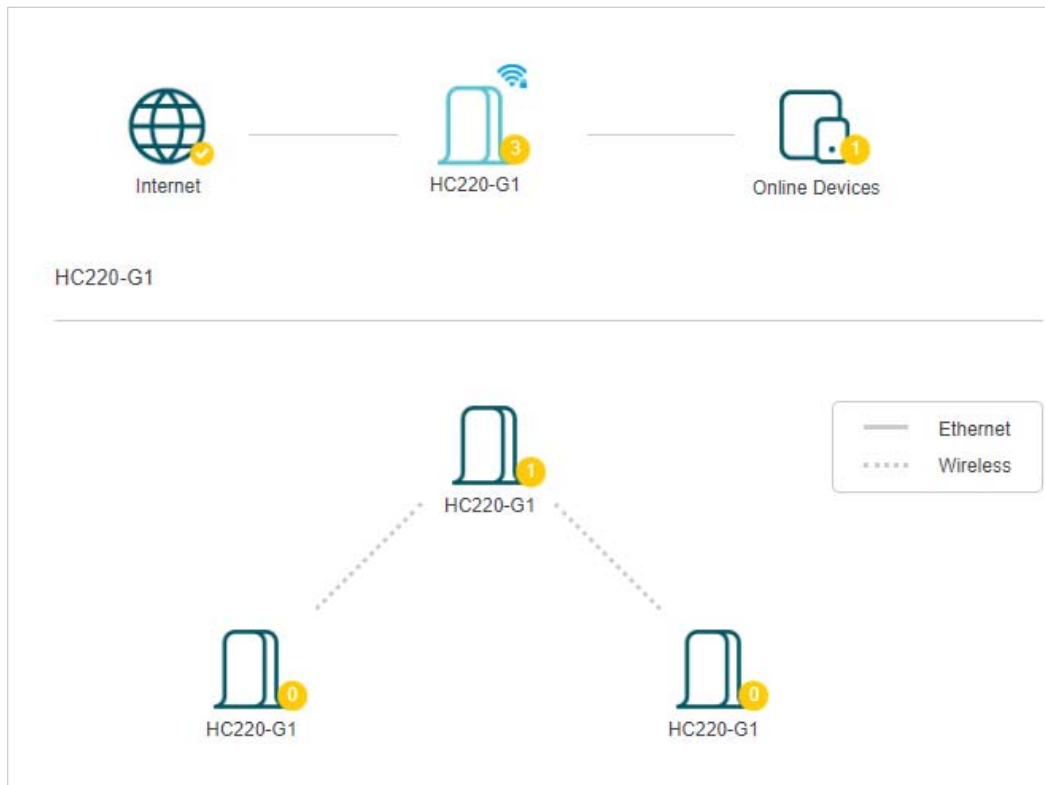 3
1
Internet
HC220-G1
Online Devices
HC220-G1
Ethernet
Wireless
1
HC220-G1
0
0
HC220-G1
HC220-G1